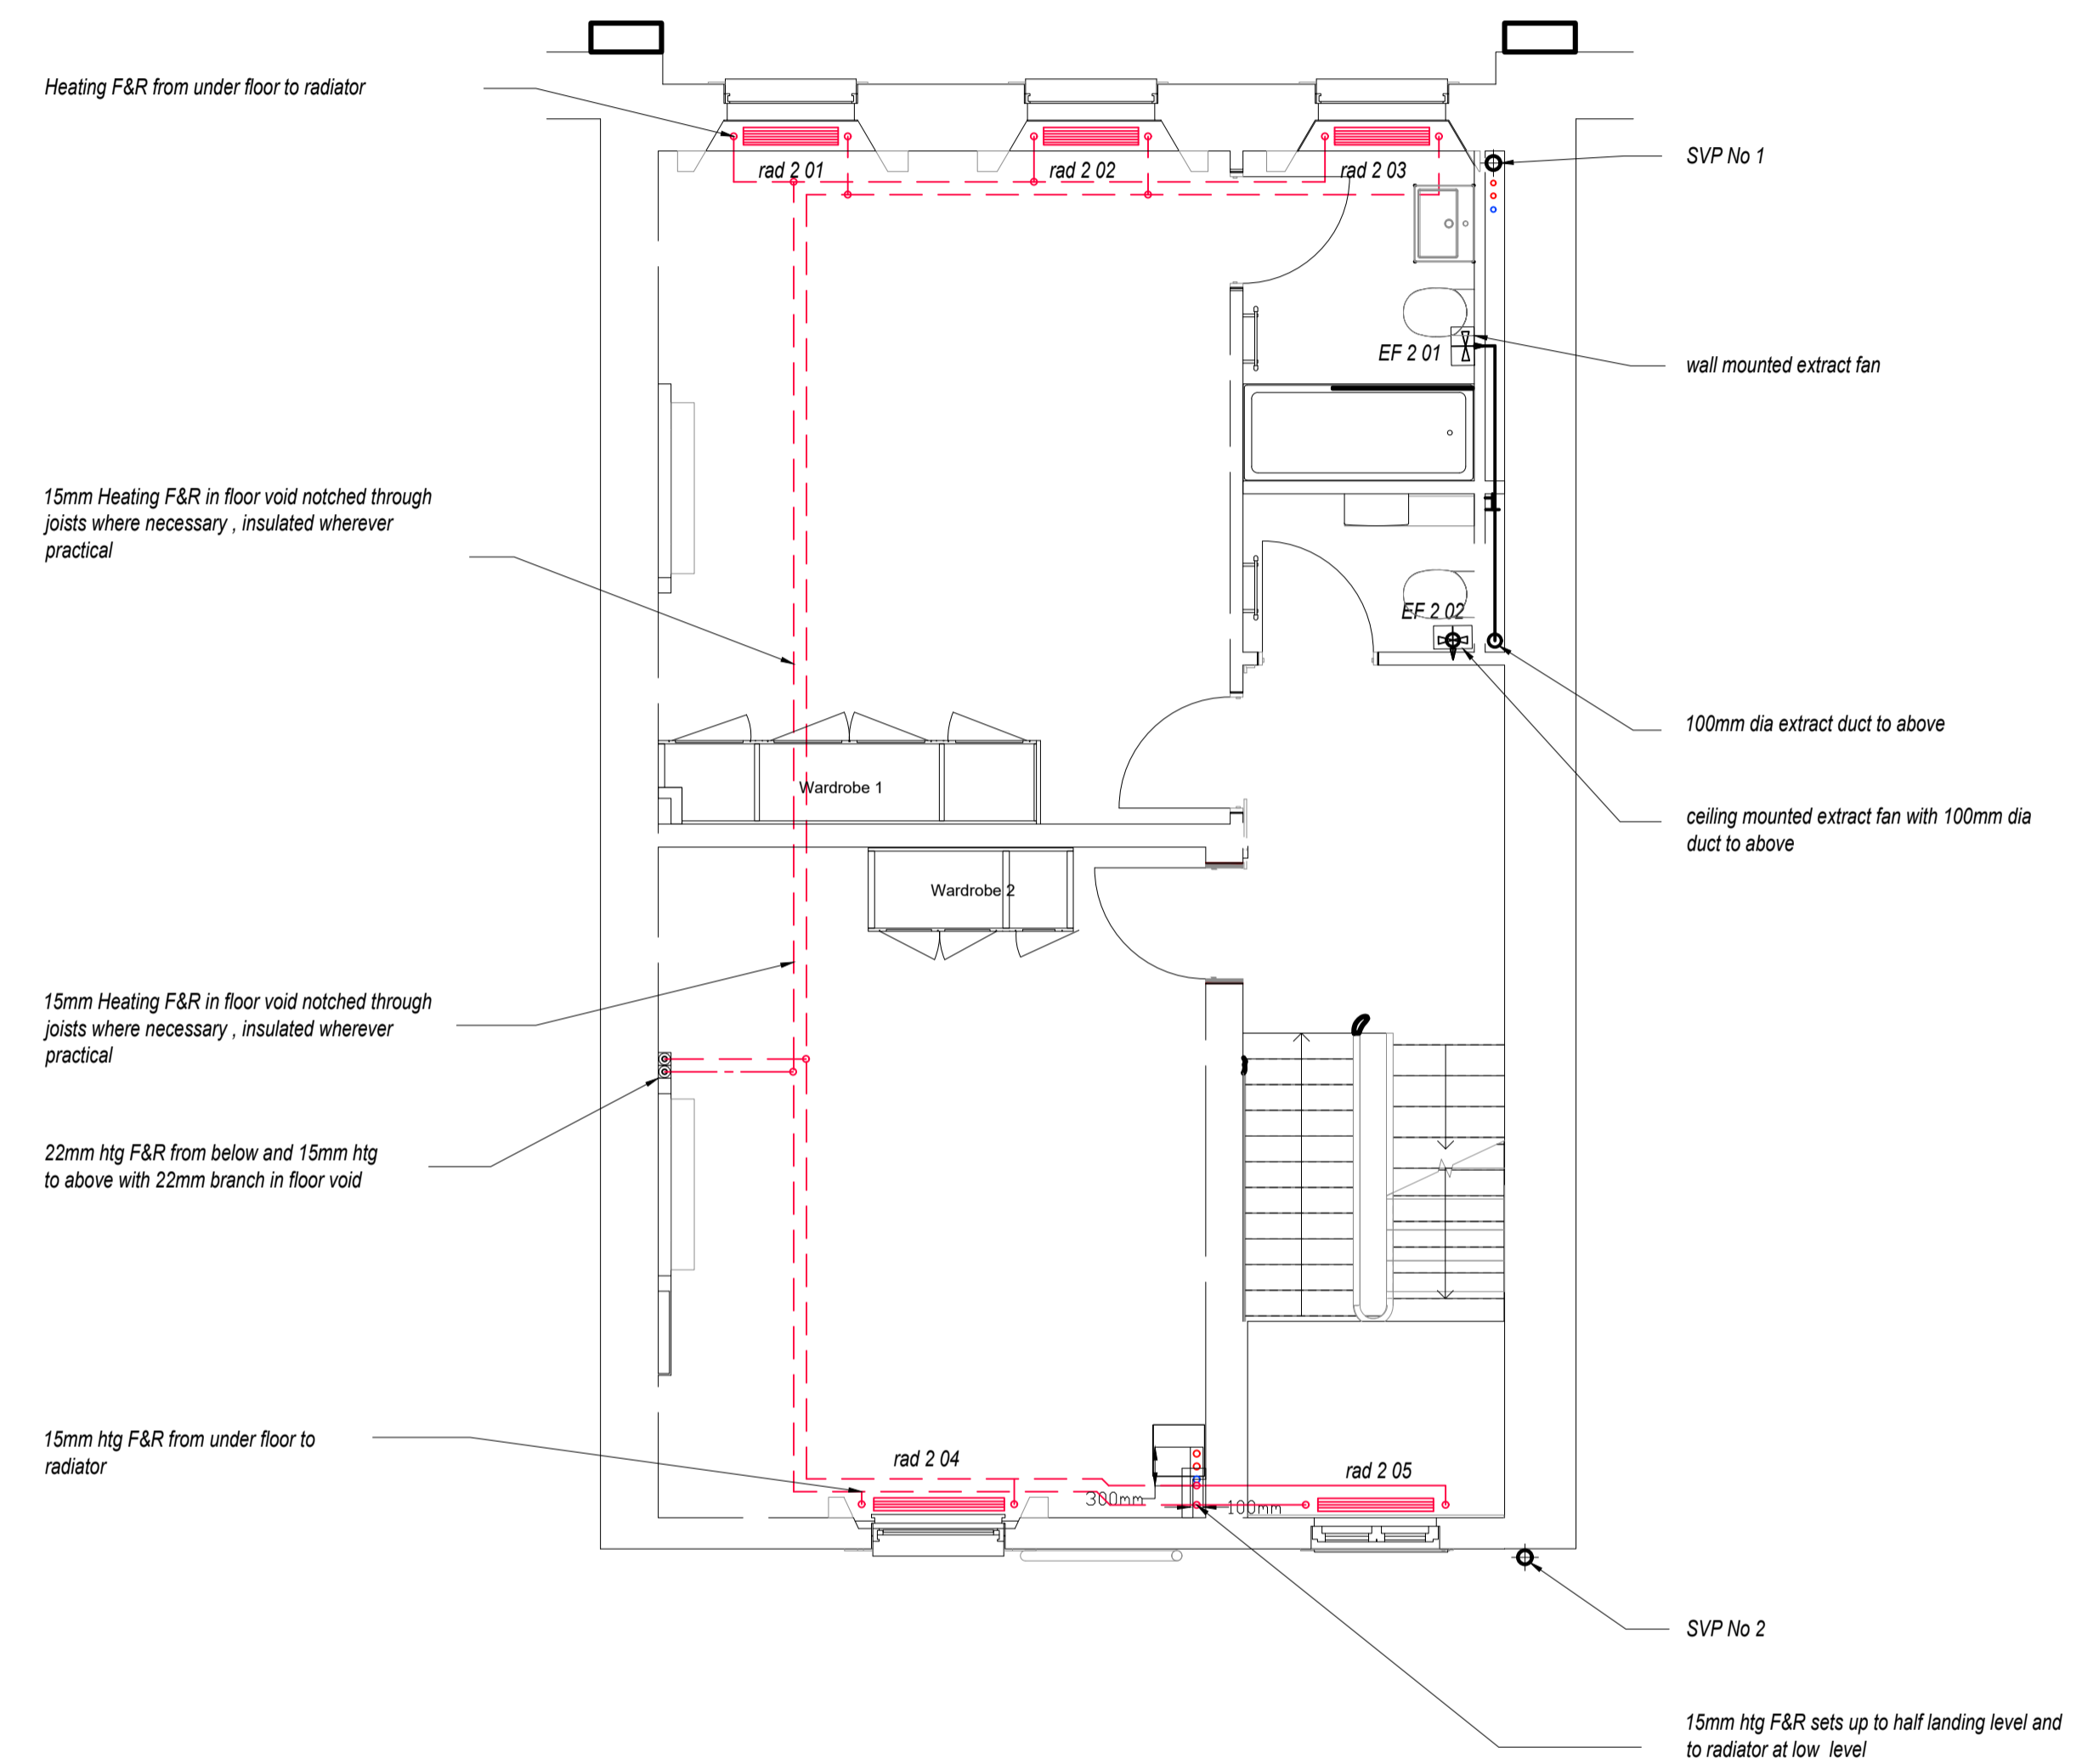 Heating F&R from under floor to radiator
rad 2 01
rad 2 02
rad 2 03
SVP No 1
EF 2 01
wall mounted extract fan
15mm Heating F&R in floor void notched through
joists where necessary , insulated wherever
practical
EF 2 02
100mm dia extract duct to above
Wardrobe 1
ceiling mounted extract fan with 100mm dia
duct to above
Wardrobe 2
15mm Heating F&R in floor void notched through
joists where necessary , insulated wherever
practical
22mm htg F&R from below and 15mm htg
to above with 22mm branch in floor void
15mm htg F&R from under floor to
radiator
rad 2 04
rad 2 05
300mm
100mm
SVP No 2
15mm htg F&R sets up to half landing level and
to radiator at low level